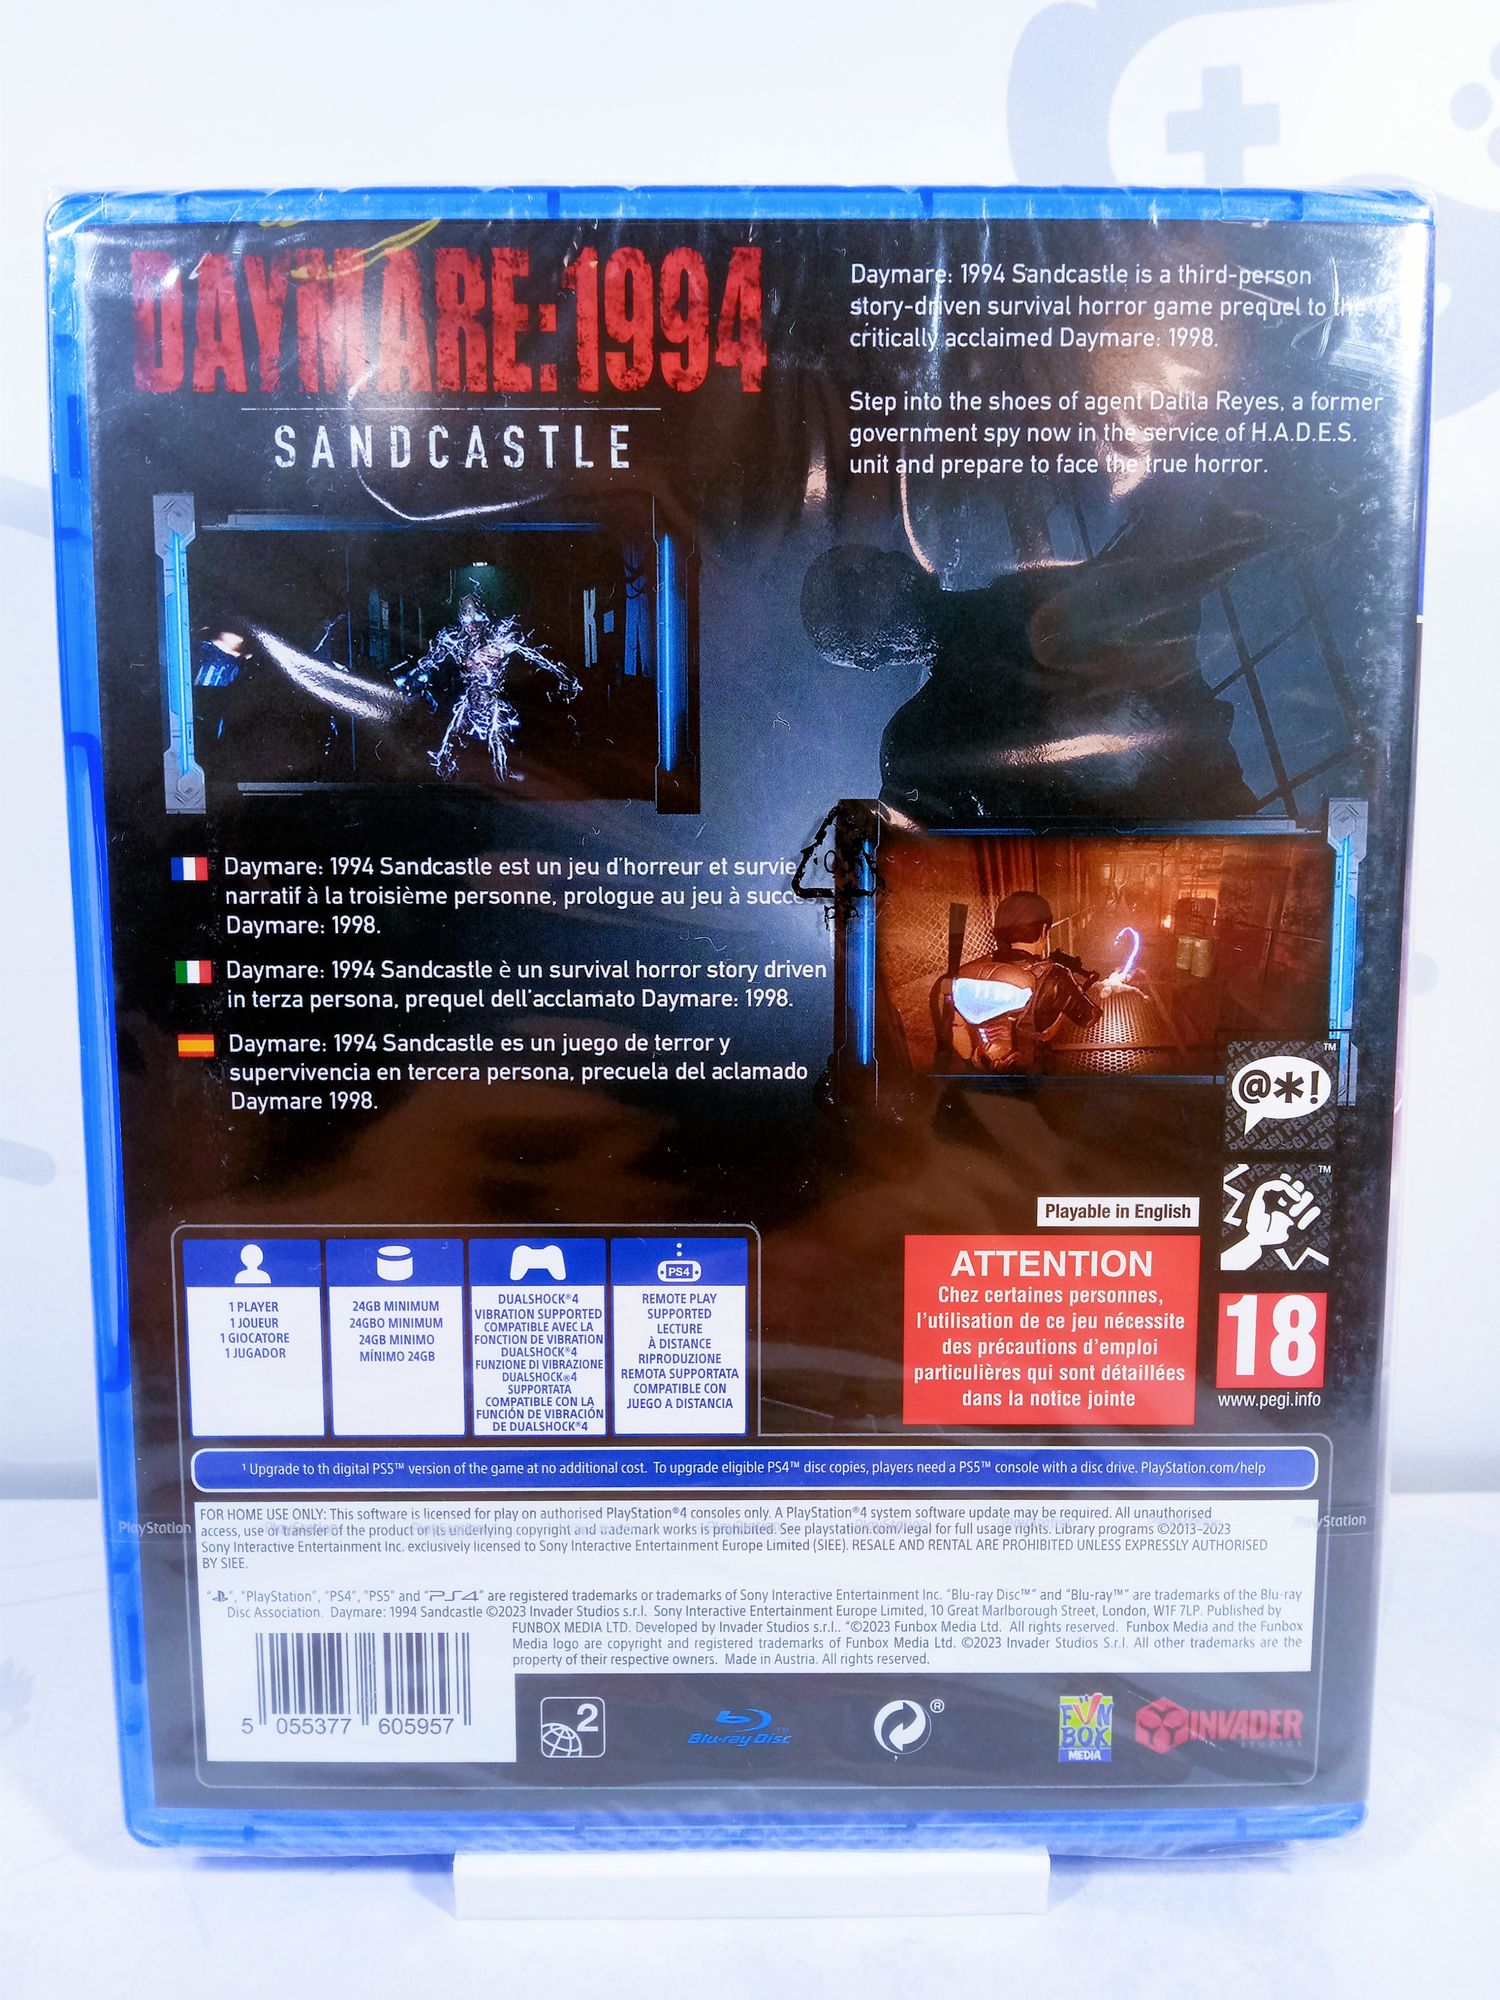 DAYMARE:1994
SANDCASTLE
Daymare: 1994 Sandcastle is a third-person
story-driven survival horror game prequel to the
critically acclaimed Daymare: 1998.
Step into the shoes of agent Dalila Reyes, a former
government spy now in the service of H.A.D.E.S.
unit and prepare to face the true horror.
Daymare: 1994 Sandcastle est un jeu d'horreur et survie
narratif à la troisième personne, prologue au jeu à
Daymare: 1998.
Daymare: 1994 Sandcastle è un survival horror story driven
in terza persona, prequel dell'acclamato Daymare: 1998.
Daymare: 1994 Sandcastle es un juego de terror y
supervivencia en tercera persona, precuela del aclamado
Daymare 1998.
@*!
TM
TM
Playable in English
ATTENTION
Chez certaines personnes,
l'utilisation de ce jeu nécessite
des précautions d'emploi
particulières qui sont détaillées
dans la notice jointe
18
www.pegi.info
1 PLAYER
1 JOUEUR
1 GIOCATORE
1 JUGADOR
24GB MINIMUM
24GBO MINIMUM
24GB MINIMO
MÍNIMO 24GB
DUALSHOCK®4
VIBRATION SUPPORTED
COMPATIBLE AVEC LA
FONCTION DE VIBRATION
DUALSHOCK®4
FUNZIONE DI VIBRAZIONE
DUALSHOCK®4
SUPPORTATA
COMPATIBLE CON LA
FUNCIÓN DE VIBRACIÓN
DE DUALSHOCK®4
PS4
REMOTE PLAY
SUPPORTED
LECTURE
À DISTANCE
RIPRODUZIONE
REMOTA SUPPORTATA
COMPATIBLE CON
JUEGO A DISTANCIA
¹ Upgrade to th digital PS5™ version of the game at no additional cost. To upgrade eligible PS4™ disc copies, players need a PS5™ console with a disc drive. PlayStation.com/help
FOR HOME USE ONLY: This software is licensed for play on authorised PlayStation®4 consoles only. A PlayStation®4 system software update may be required. All unauthorised
access, use or transfer of the product or its underlying copyright and trademark works is prohibited. See playstation.com/legal for full usage rights. Library programs ©2013-2023
Sony Interactive Entertainment Inc. exclusively licensed to Sony Interactive Entertainment Europe Limited (SIEE). RESALE AND RENTAL ARE PROHIBITED UNLESS EXPRESSLY AUTHORISED
BY SIEE.
PlayStation
PlayStation
"", "PlayStation", "PS4", "PS5" and "PS4" are registered trademarks or trademarks of Sony Interactive Entertainment Inc. "Blu-ray Disc™" and "Blu-ray™" are trademarks of the Blu-ray
Disc Association. Daymare: 1994 Sandcastle ©2023 Invader Studios s.r.l. Sony Interactive Entertainment Europe Limited, 10 Great Marlborough Street, London, W1F 7LP. Published by
FUNBOX MEDIA LTD. Developed by Invader Studios s.r.l.. "©2023 Funbox Media Ltd. All rights reserved. Funbox Media and the Funbox
Media logo are copyright and registered trademarks of Funbox Media Ltd. ©2023 Invader Studios S.r.l. All other trademarks are the
property of their respective owners. Made in Austria. All rights reserved.
5 055377 605957
2
Blu-ray Disc™
®
FUN
BOX
MEDIA
INVADER
STUDIOS